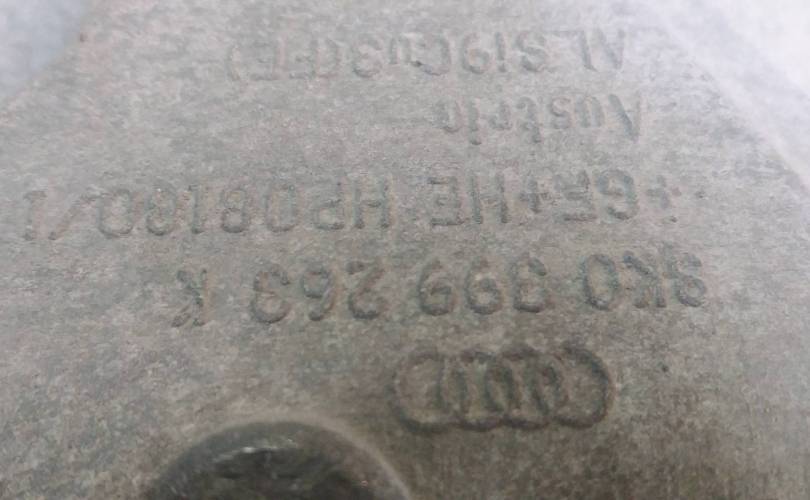 8K0 399 263 K
+GF+HE HP08180/1
Austria
ALSi9Cu3(FE)